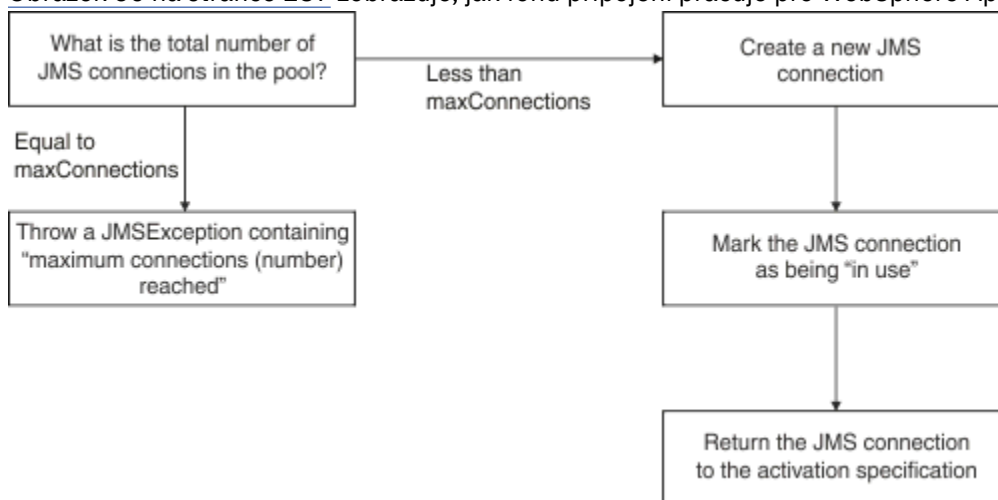 What is the total number of
JMS connections in the pool?
Create a new JMS
connection
Less than
maxConnections
Equal to
maxConnections
Throw a JMSException containing
“maximum connections (number)
reached”
Mark the JMS connection
as being “in use”
Return the JMS connection
to the activation specification